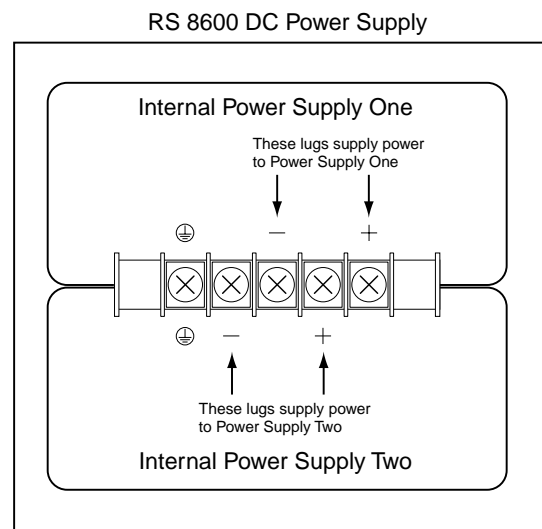 RS 8600 DC Power Supply
Internal Power Supply One
These lugs supply power
to Power Supply One
− +
− +
These lugs supply power
to Power Supply Two
Internal Power Supply Two